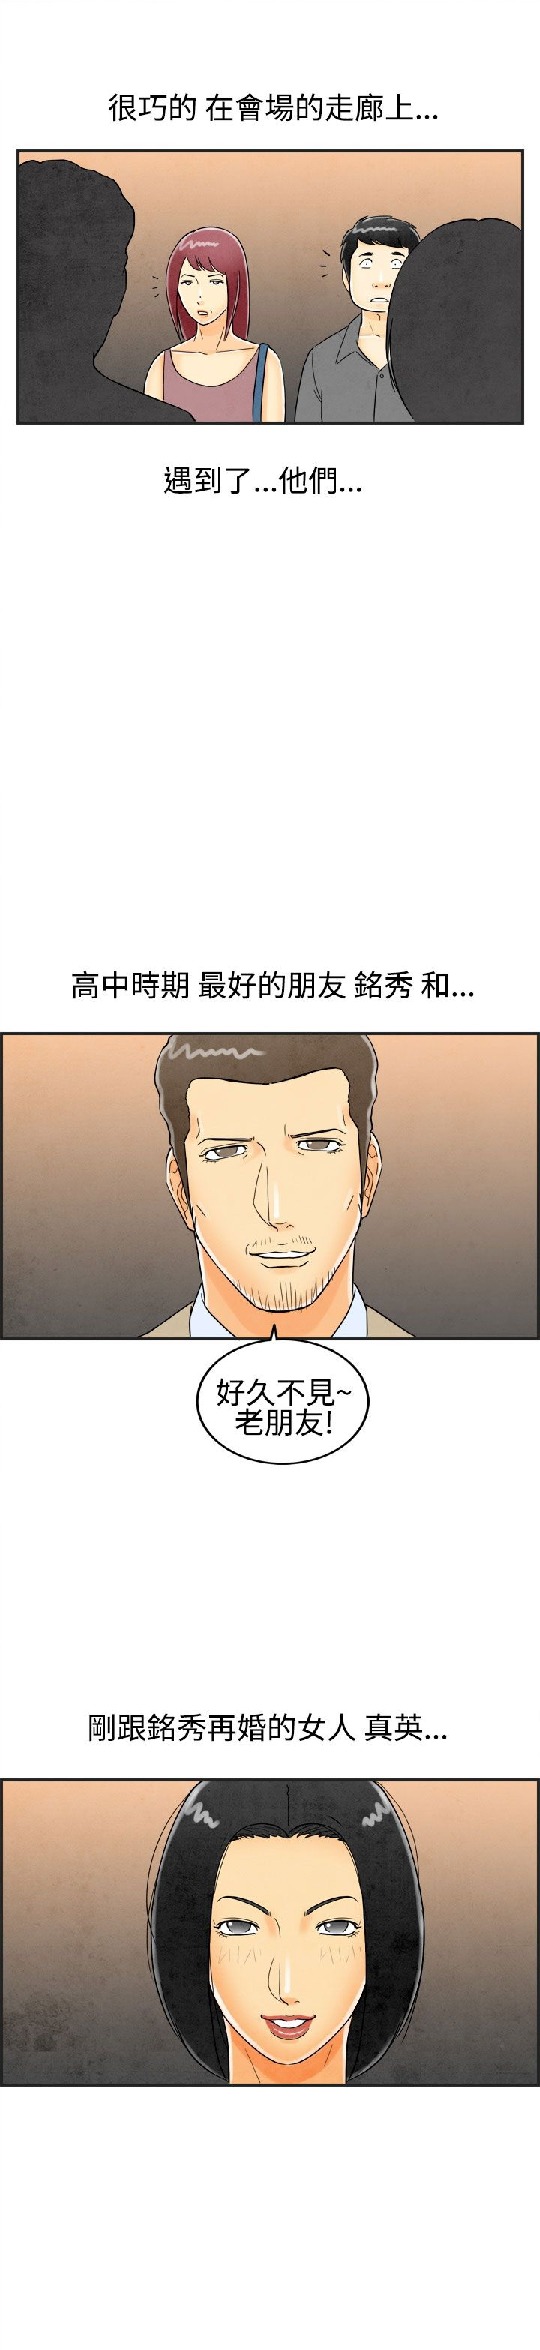 很巧的 在會場的走廊上...
遇到了...他們...
高中時期 最好的朋友 銘秀 和...
好久不見~
老朋友!
剛跟銘秀再婚的女人 真英...